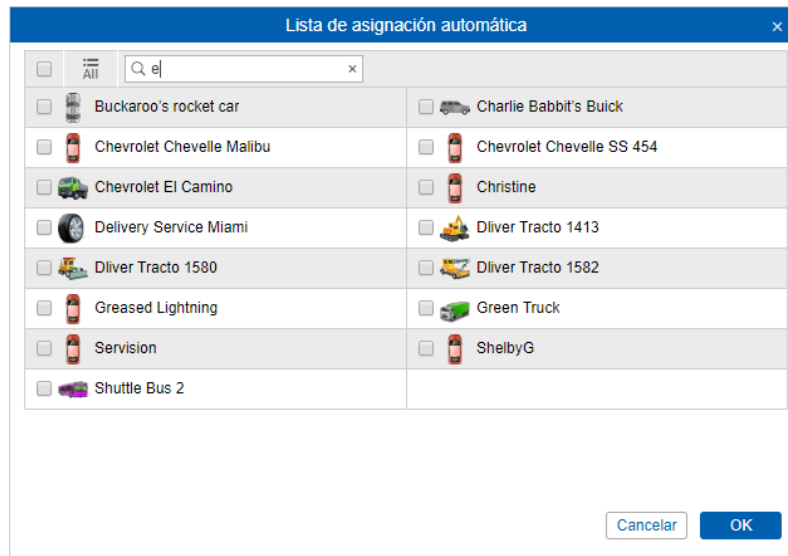 Lista de asignación automática ×
All e ×
Buckaroo's rocket car Charlie Babbit's Buick
Chevrolet Chevelle Malibu Chevrolet Chevelle SS 454
Chevrolet El Camino Christine
Delivery Service Miami Dliver Tracto 1413
Dliver Tracto 1580 Dliver Tracto 1582
Greased Lightning Green Truck
Servision ShelbyG
Shuttle Bus 2
Cancelar OK